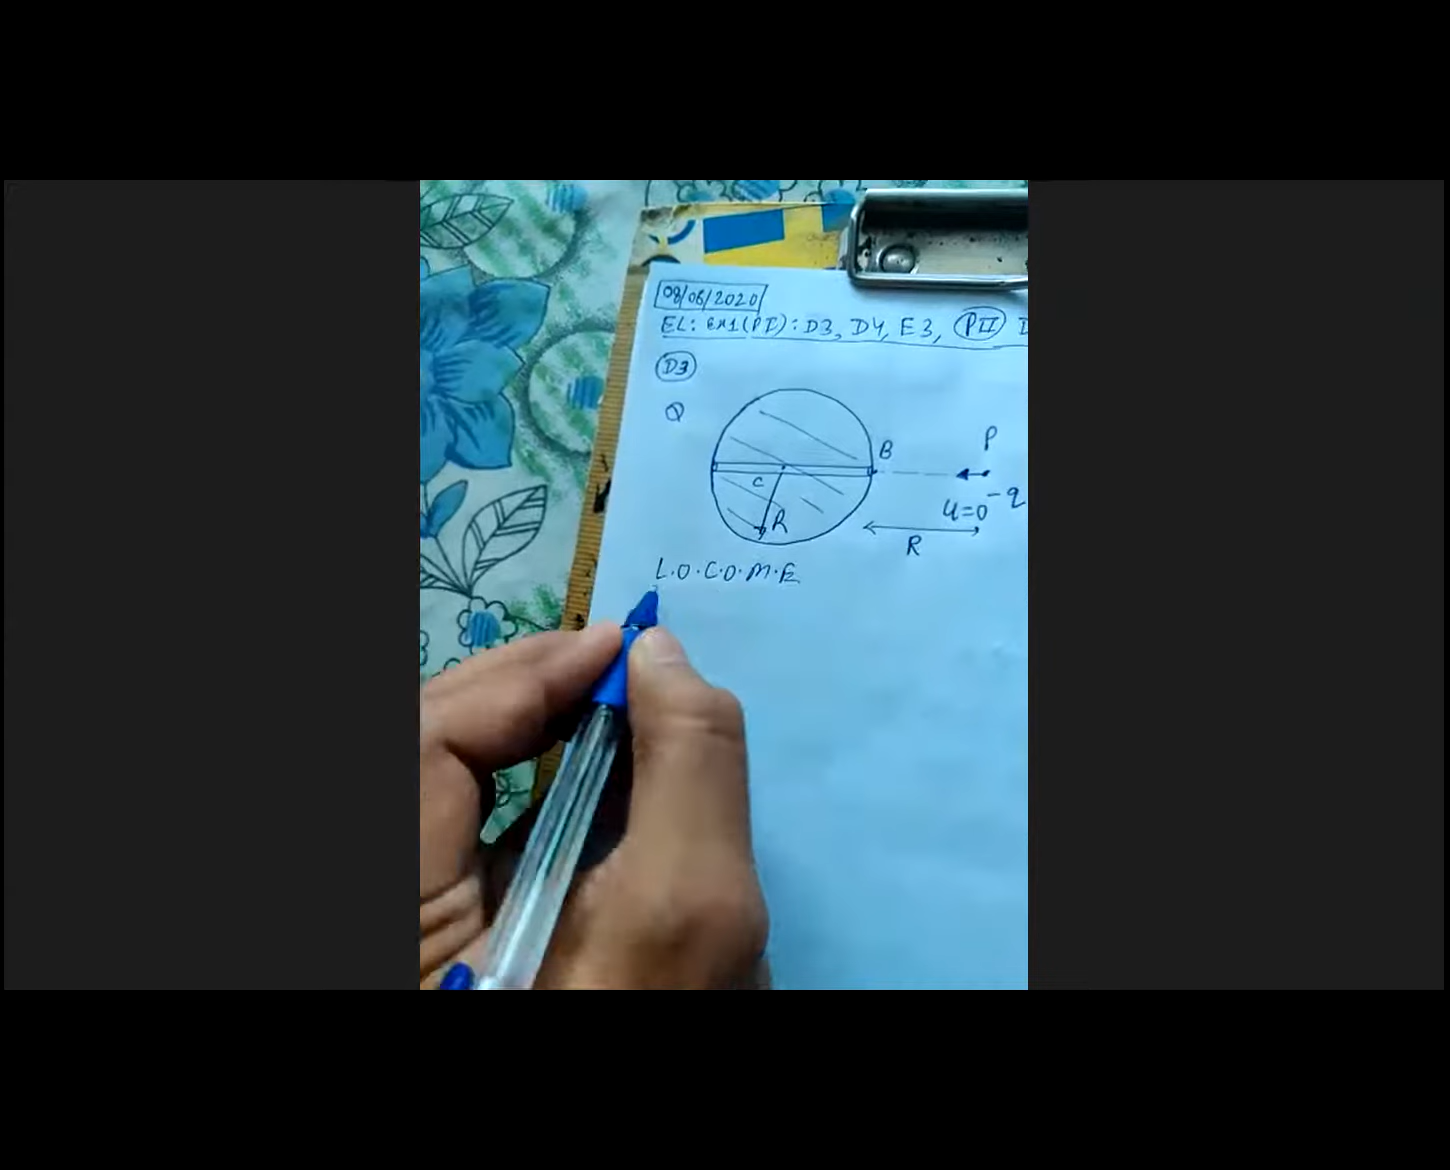 08/06/2020
EL: Ex1(PI): D3, D4, E3, PII D
D3
Q
B
P
C
R
U=0
-q
R
L.O.C.O.M.E